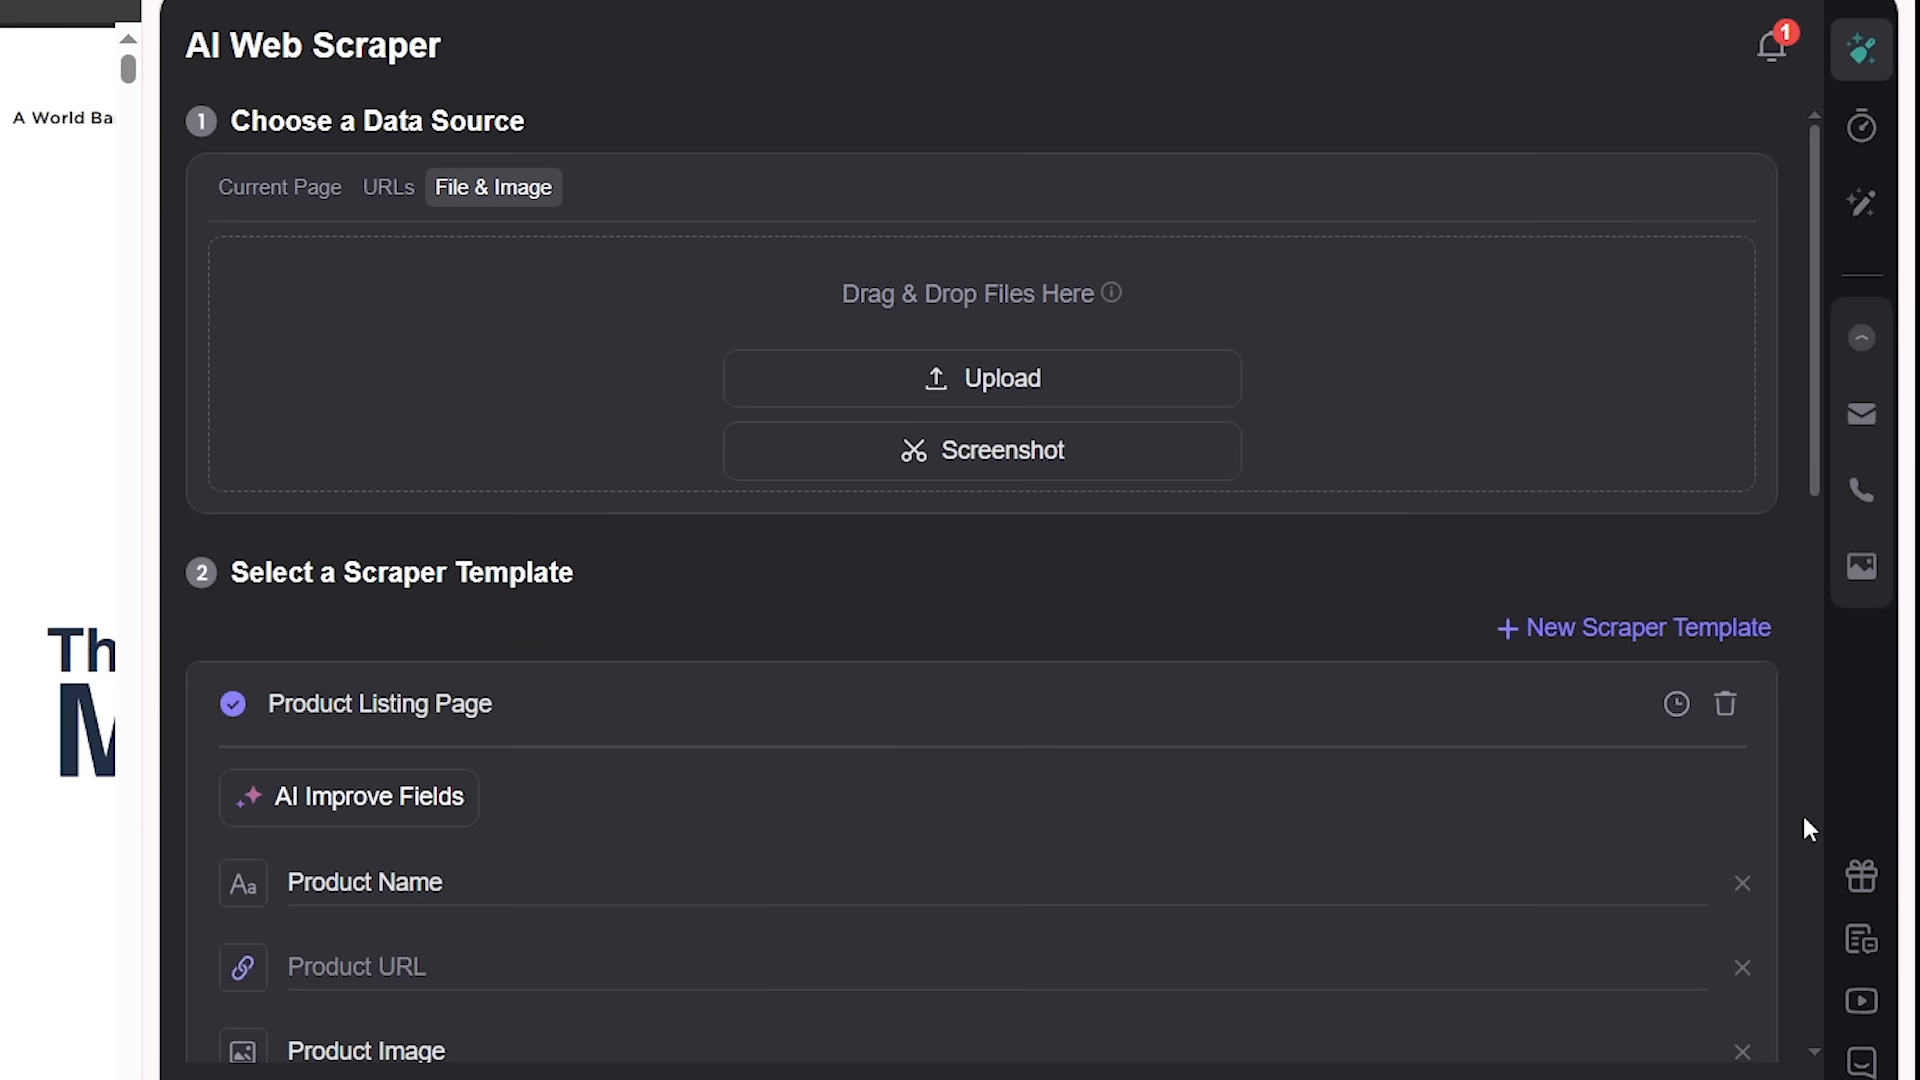 AI Web Scraper
1
A World Ba
1 Choose a Data Source
Current Page URLs File & Image
Drag & Drop Files Here
Upload
Screenshot
2 Select a Scraper Template
+ New Scraper Template
Th
M
Product Listing Page
AI Improve Fields
Aa Product Name
Product URL
Product Image